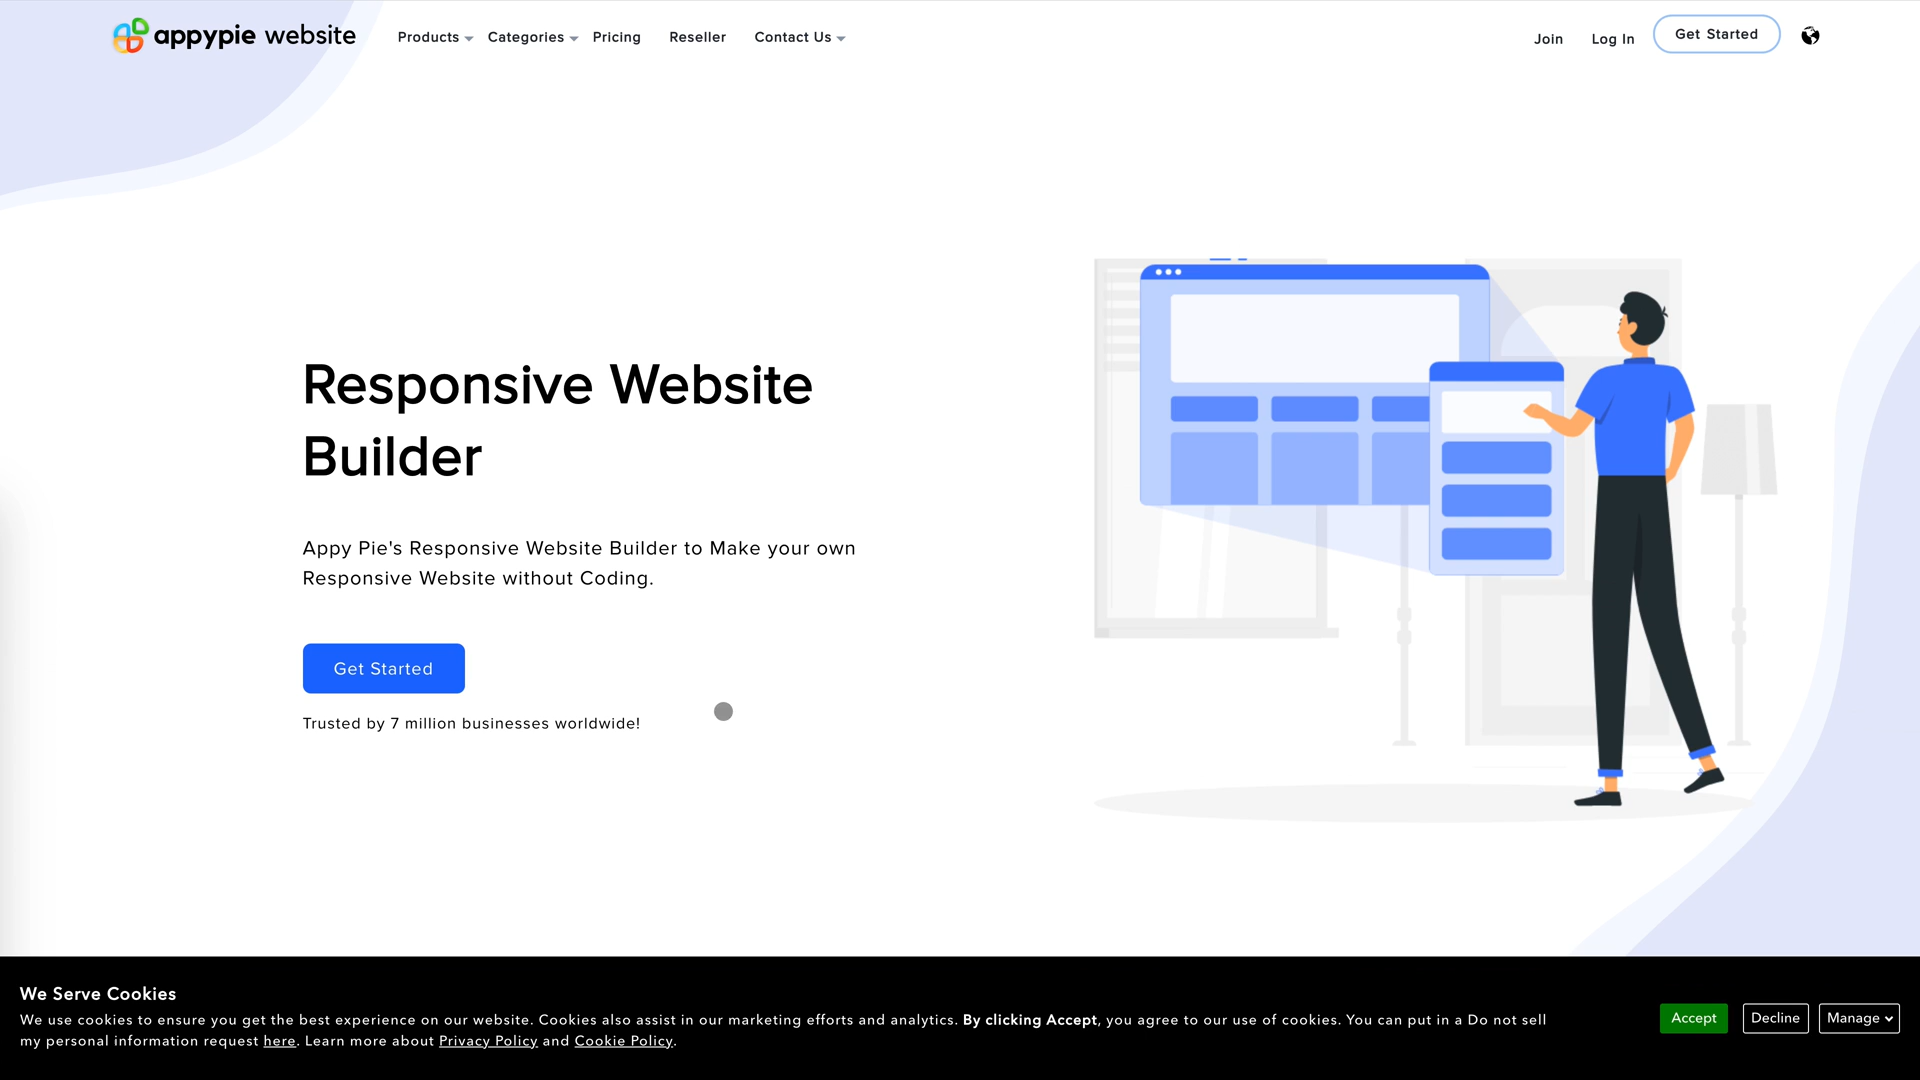 appypie website
Products
Categories
Pricing
Reseller
Contact Us
Join
Log In
Get Started
Responsive Website
Builder
Appy Pie's Responsive Website Builder to Make your own
Responsive Website without Coding.
Get Started
Trusted by 7 million businesses worldwide!
We Serve Cookies
We use cookies to ensure you get the best experience on our website. Cookies also assist in our marketing efforts and analytics. By clicking Accept, you agree to our use of cookies. You can put in a Do not sell
my personal information request here. Learn more about Privacy Policy and Cookie Policy.
Accept
Decline
Manage